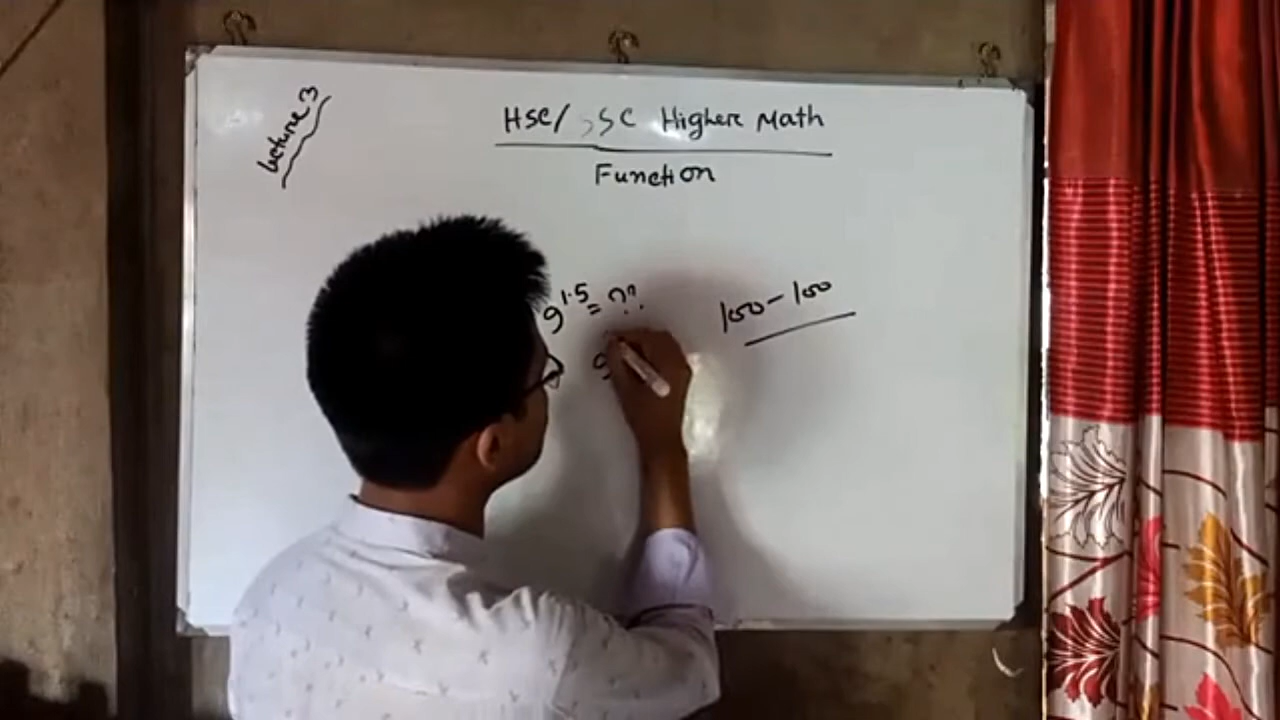 Lecture 3
HSC/ SSC Higher Math
Function
9^1.5 = ??
100-100
9